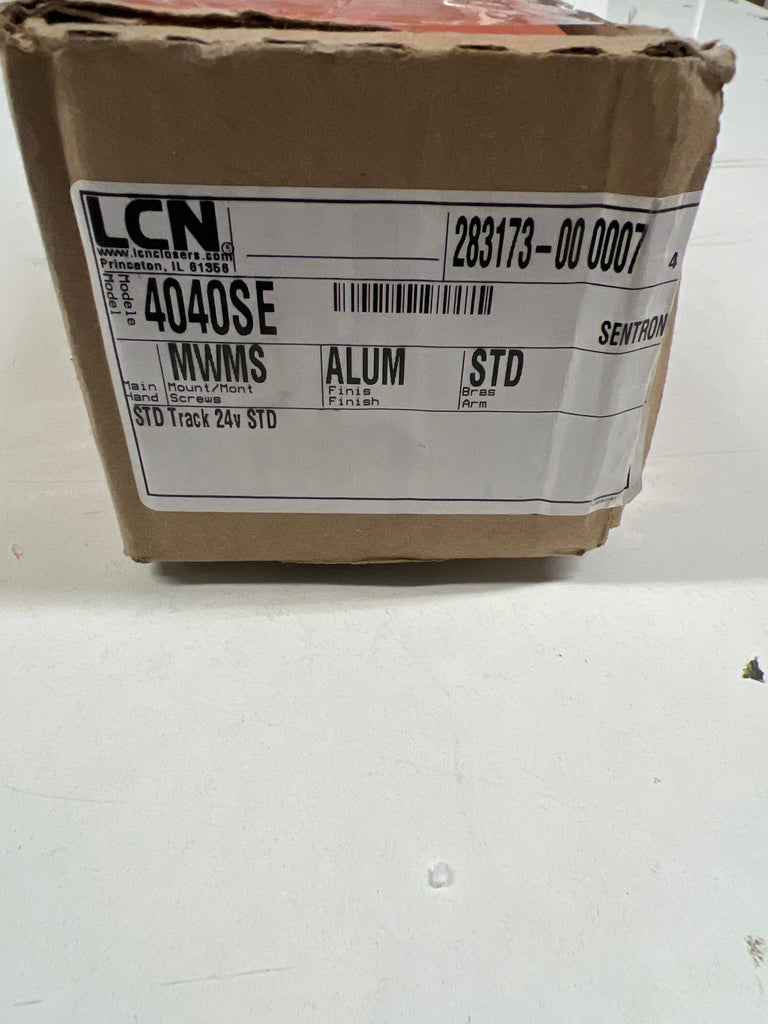 LCN®
www.lcnclosers.com
Princeton, IL 61356
283173-00 0007 4
Modele
Model
4040SE
SENTRON
Main
Hand
MWMS
Mount/Mont
Screws
ALUM
Finis
Finish
STD
Bras
Arm
STD Track 24v STD